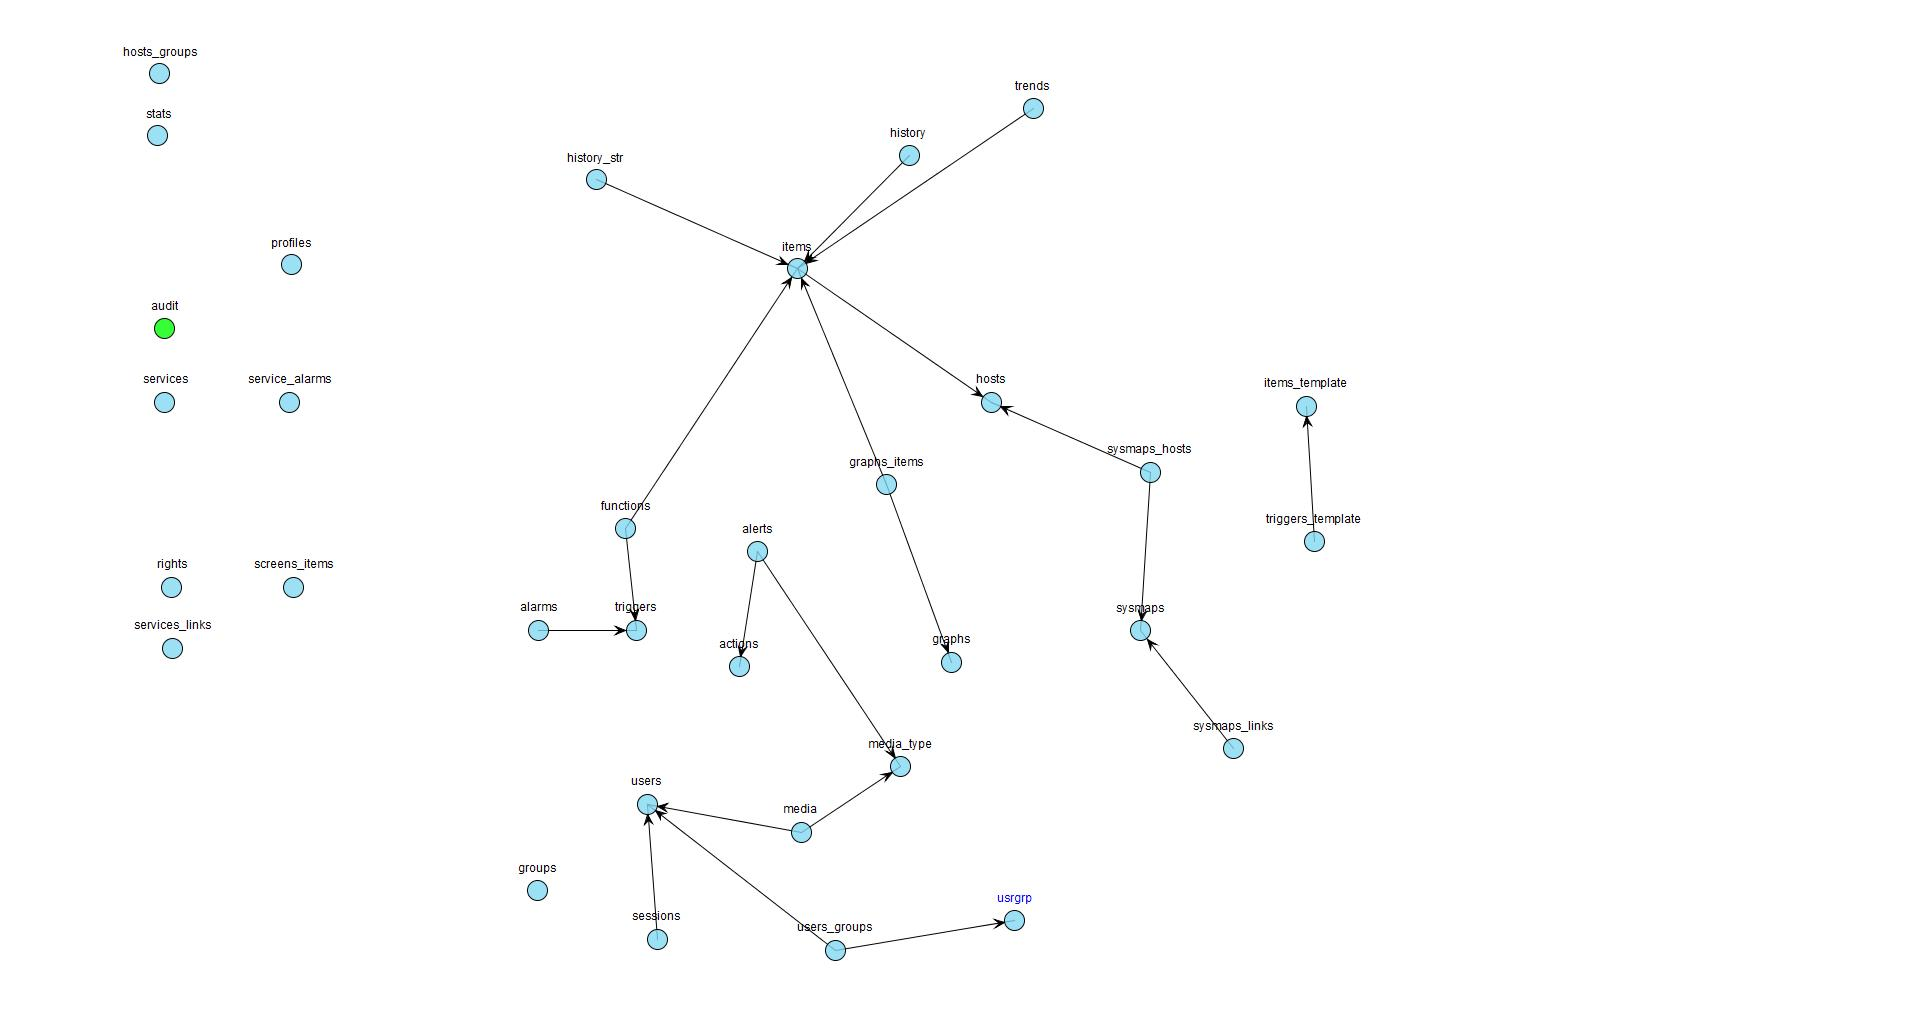 hosts_groups
trends
stats
history
history_str
profiles
items
audit
services
service_alarms
hosts
items_template
sysmaps_hosts
graphs_items
functions
triggers_template
alerts
rights
screens_items
alarms
triggers
sysmaps
services_links
actions
graphs
sysmaps_links
media_type
users
media
groups
usrgrp
sessions
users_groups